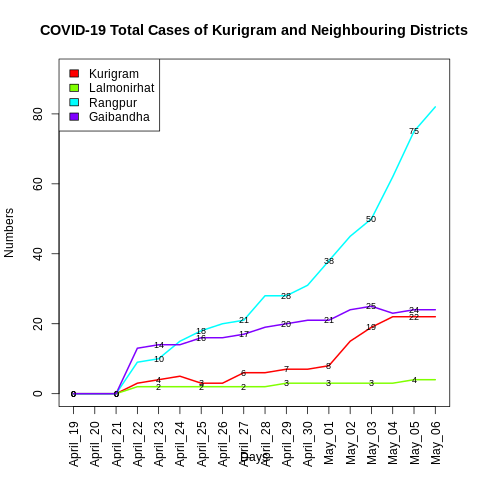 COVID-19 Total Cases of Kurigram and Neighbouring Districts
Kurigram
Lalmonirhat
Rangpur
Gaibandha
Numbers
80
60
40
20
0
75
50
38
28
21
18
10
14
16
17
20
21
25
24
22
19
8
7
6
3
4
2
2
2
3
3
3
4
0
0
April_19
April_20
April_21
April_22
April_23
April_24
April_25
April_26
April_27
April_28
April_29
April_30
May_01
May_02
May_03
May_04
May_05
May_06
Days